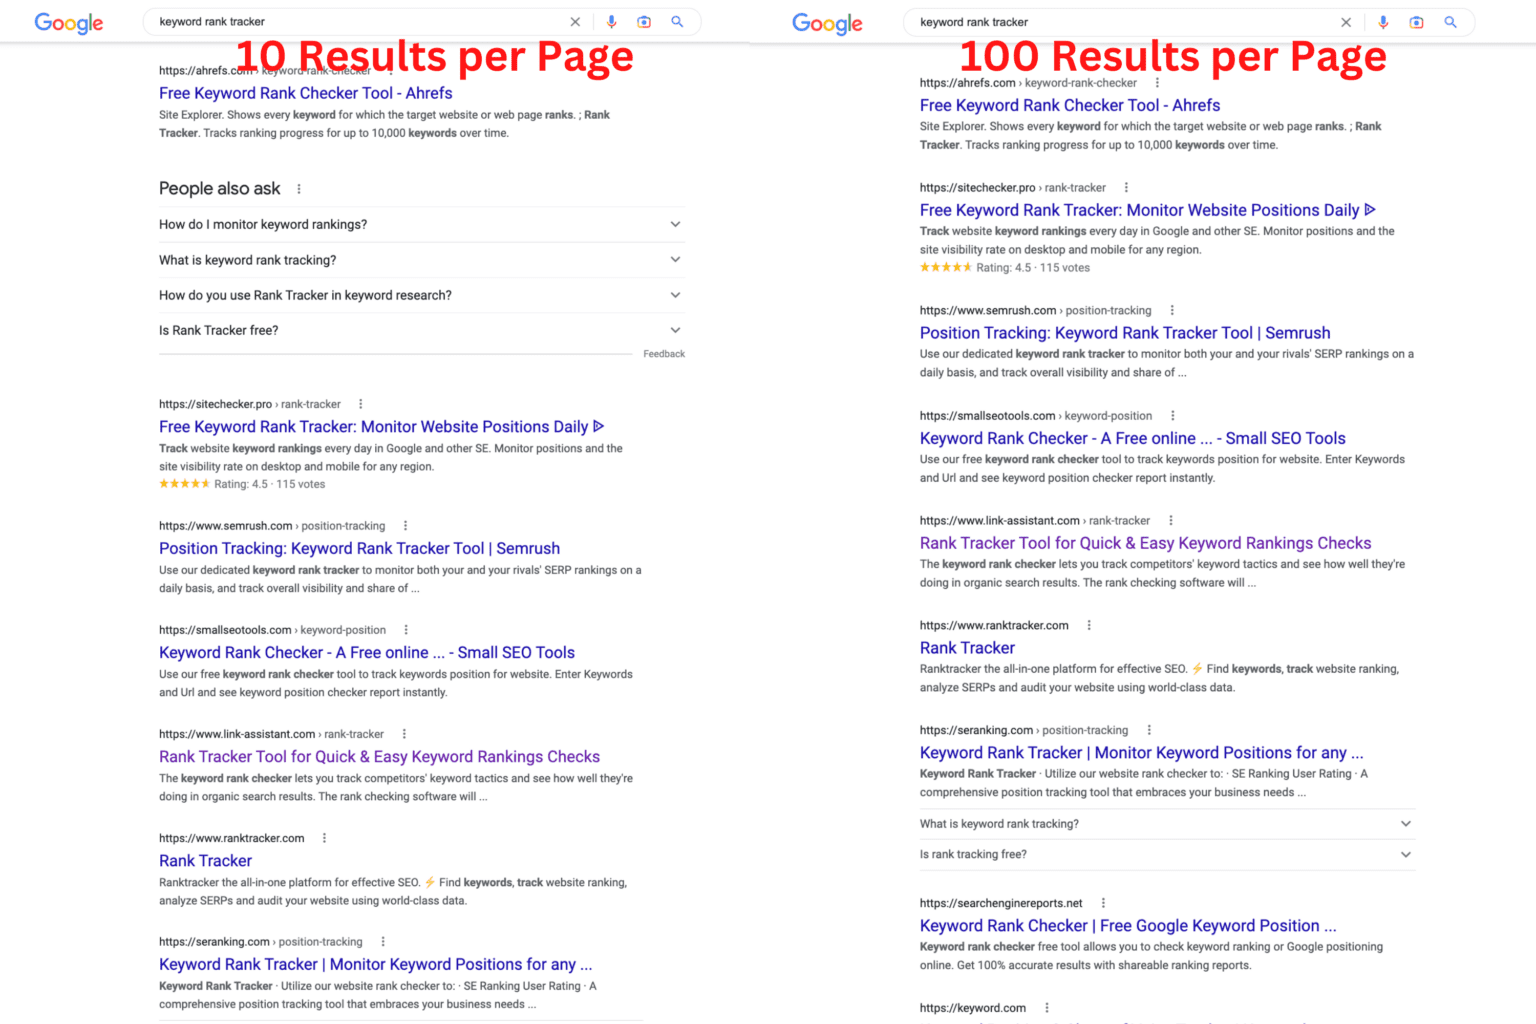 Google
keyword rank tracker
10 Results per Page
https://ahrefs.com › keyword-rank-checker
Free Keyword Rank Checker Tool - Ahrefs
Site Explorer. Shows every keyword for which the target website or web page ranks. ; Rank
Tracker. Tracks ranking progress for up to 10,000 keywords over time.
People also ask
How do I monitor keyword rankings?
What is keyword rank tracking?
How do you use Rank Tracker in keyword research?
Is Rank Tracker free?
Feedback
https://sitechecker.pro › rank-tracker
Free Keyword Rank Tracker: Monitor Website Positions Daily ᐈ
Track website keyword rankings every day in Google and other SE. Monitor positions and the
site visibility rate on desktop and mobile for any region.
★★★★★ Rating: 4.5 · 115 votes
https://www.semrush.com › position-tracking
Position Tracking: Keyword Rank Tracker Tool | Semrush
Use our dedicated keyword rank tracker to monitor both your and your rivals' SERP rankings on a
daily basis, and track overall visibility and share of ...
https://smallseotools.com › keyword-position
Keyword Rank Checker - A Free online ... - Small SEO Tools
Use our free keyword rank checker tool to track keywords position for website. Enter Keywords
and Url and see keyword position checker report instantly.
https://www.link-assistant.com › rank-tracker
Rank Tracker Tool for Quick & Easy Keyword Rankings Checks
The keyword rank checker lets you track competitors' keyword tactics and see how well they're
doing in organic search results. The rank checking software will ...
https://www.ranktracker.com
Rank Tracker
Ranktracker the all-in-one platform for effective SEO. ⚡ Find keywords, track website ranking,
analyze SERPs and audit your website using world-class data.
https://seranking.com › position-tracking
Keyword Rank Tracker | Monitor Keyword Positions for any ...
Keyword Rank Tracker · Utilize our website rank checker to: · SE Ranking User Rating · A
comprehensive position tracking tool that embraces your business needs ...
Google
keyword rank tracker
100 Results per Page
https://ahrefs.com › keyword-rank-checker
Free Keyword Rank Checker Tool - Ahrefs
Site Explorer. Shows every keyword for which the target website or web page ranks. ; Rank
Tracker. Tracks ranking progress for up to 10,000 keywords over time.
https://sitechecker.pro › rank-tracker
Free Keyword Rank Tracker: Monitor Website Positions Daily ᐈ
Track website keyword rankings every day in Google and other SE. Monitor positions and the
site visibility rate on desktop and mobile for any region.
★★★★★ Rating: 4.5 · 115 votes
https://www.semrush.com › position-tracking
Position Tracking: Keyword Rank Tracker Tool | Semrush
Use our dedicated keyword rank tracker to monitor both your and your rivals' SERP rankings on a
daily basis, and track overall visibility and share of ...
https://smallseotools.com › keyword-position
Keyword Rank Checker - A Free online ... - Small SEO Tools
Use our free keyword rank checker tool to track keywords position for website. Enter Keywords
and Url and see keyword position checker report instantly.
https://www.link-assistant.com › rank-tracker
Rank Tracker Tool for Quick & Easy Keyword Rankings Checks
The keyword rank checker lets you track competitors' keyword tactics and see how well they're
doing in organic search results. The rank checking software will ...
https://www.ranktracker.com
Rank Tracker
Ranktracker the all-in-one platform for effective SEO. ⚡ Find keywords, track website ranking,
analyze SERPs and audit your website using world-class data.
https://seranking.com › position-tracking
Keyword Rank Tracker | Monitor Keyword Positions for any ...
Keyword Rank Tracker · Utilize our website rank checker to: · SE Ranking User Rating · A
comprehensive position tracking tool that embraces your business needs ...
What is keyword rank tracking?
Is rank tracking free?
https://searchenginereports.net
Keyword Rank Checker | Free Google Keyword Position ...
Keyword rank checker free tool allows you to check keyword ranking or Google positioning
online. Get 100% accurate results with shareable ranking reports.
https://keyword.com